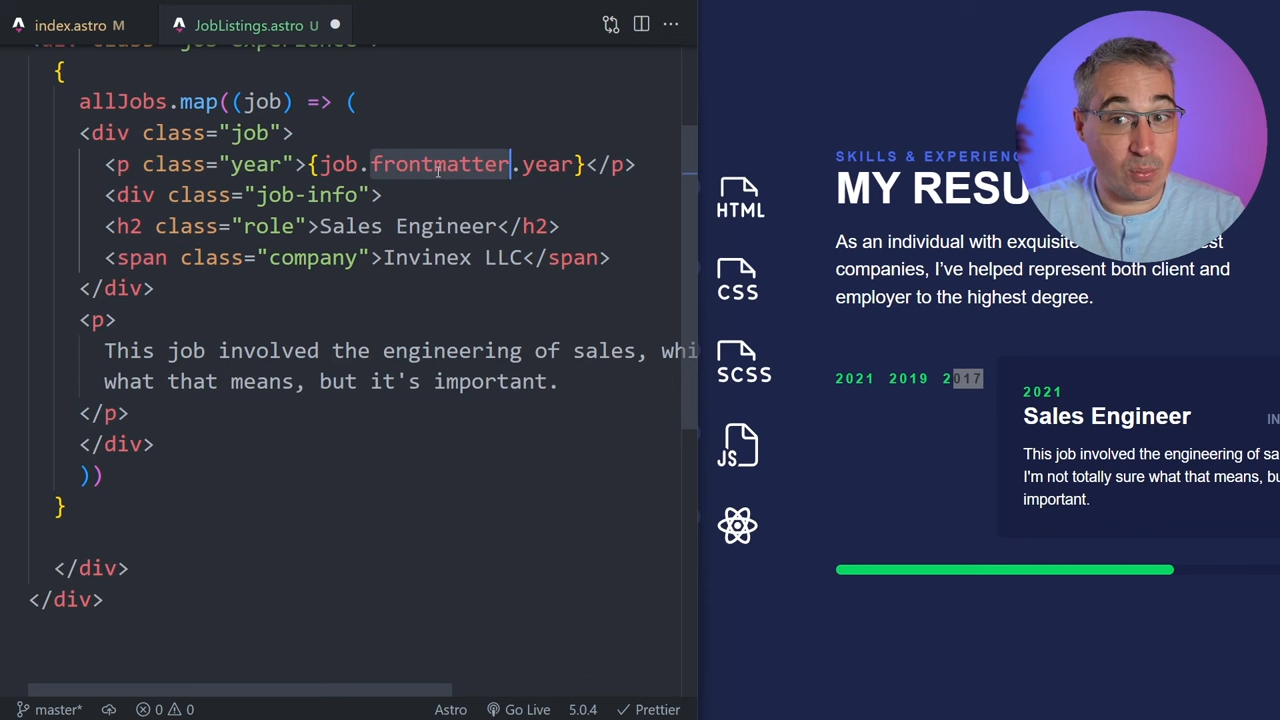 index.astro M
JobListings.astro U
{
allJobs.map((job) => (
<div class="job">
<p class="year">{job.frontmatter.year}</p>
<div class="job-info">
<h2 class="role">Sales Engineer</h2>
<span class="company">Invinex LLC</span>
</div>
<p>
This job involved the engineering of sales, whi
what that means, but it's important.
</p>
</div>
))
}
</div>
</div>
master*
0
0
Astro
Go Live
5.0.4
Prettier
HTML
CSS
SCSS
JS
SKILLS & EXPERIENC
MY RESU
As an individual with exquisite
est
companies, I've helped represent both client and
employer to the highest degree.
2021 2019 2017
2021
Sales Engineer
IN
This job involved the engineering of sa
I'm not totally sure what that means, bu
important.